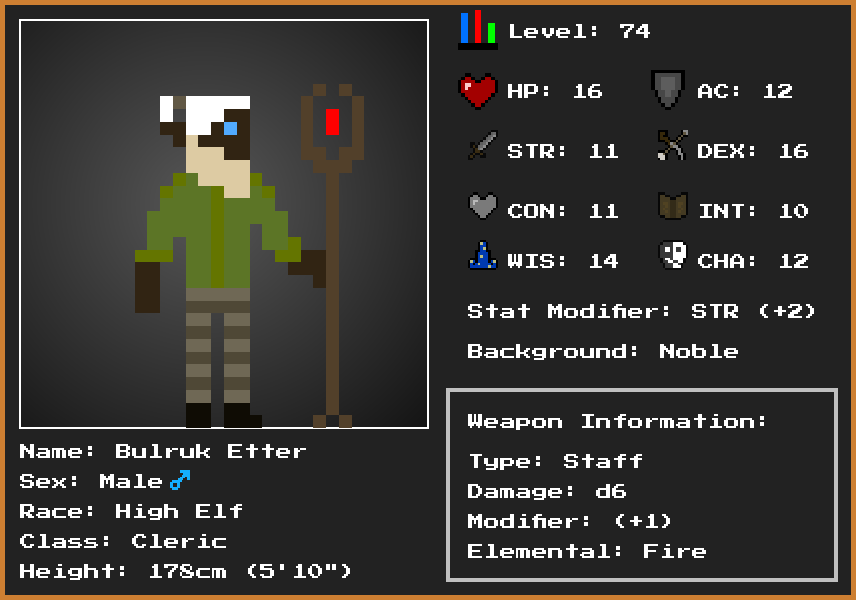 Level: 74
HP: 16 AC: 12
STR: 11 DEX: 16
CON: 11 INT: 10
WIS: 14 CHA: 12
Stat Modifier: STR (+2)
Background: Noble
Weapon Information:
Type: Staff
Damage: d6
Modifier: (+1)
Elemental: Fire
Name: Bulruk Etter
Sex: Male ♂
Race: High Elf
Class: Cleric
Height: 178cm (5'10")